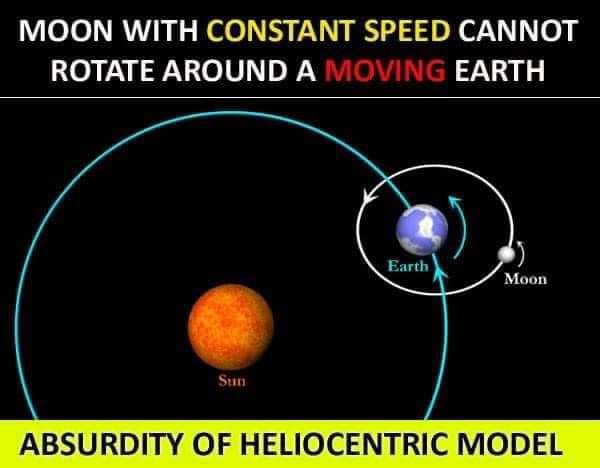 MOON WITH CONSTANT SPEED CANNOT
ROTATE AROUND A MOVING EARTH
Earth
Moon
Sun
ABSURDITY OF HELIOCENTRIC MODEL